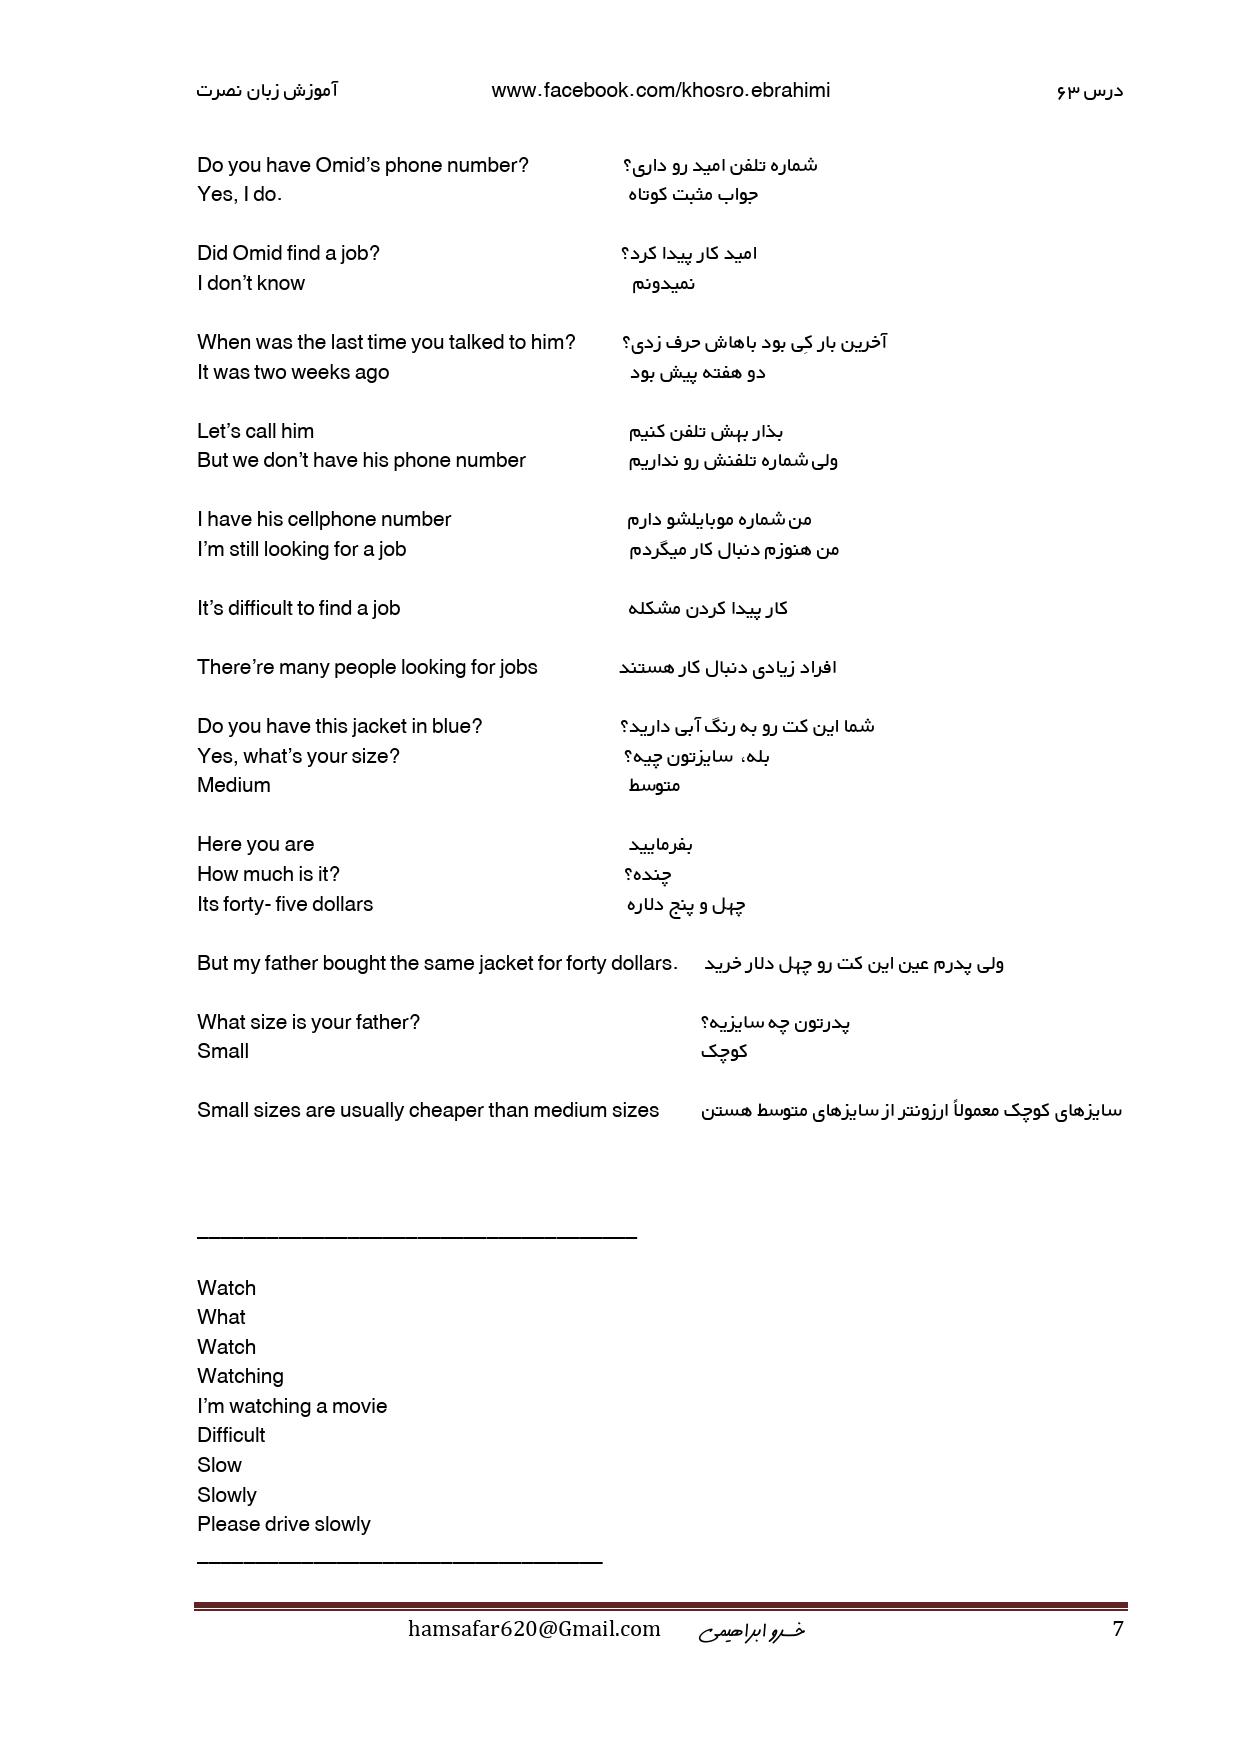 درس ۶۳ www.facebook.com/khosro.ebrahimi آموزش زبان نصرت
Do you have Omid’s phone number? شماره تلفن امید رو داری؟
Yes, I do. جواب مثبت کوتاه
Did Omid find a job? امید کار پیدا کرد؟
I don’t know نمیدونم
When was the last time you talked to him? آخرین بار کِی بود باهاش حرف زدی؟
It was two weeks ago دو هفته پیش بود
Let’s call him بذار بهش تلفن کنیم
But we don’t have his phone number ولی شماره تلفنش رو نداریم
I have his cellphone number من شماره موبایلشو دارم
I’m still looking for a job من هنوزم دنبال کار میگردم
It’s difficult to find a job کار پیدا کردن مشکله
There’re many people looking for jobs افراد زیادی دنبال کار هستند
Do you have this jacket in blue? شما این کت رو به رنگ آبی دارید؟
Yes, what’s your size? بله، سایزتون چیه؟
Medium متوسط
Here you are بفرمایید
How much is it? چنده؟
Its forty- five dollars چهل و پنج دلاره
But my father bought the same jacket for forty dollars. ولی پدرم عین این کت رو چهل دلار خرید
What size is your father? پدرتون چه سایزیه؟
Small کوچک
Small sizes are usually cheaper than medium sizes سایزهای کوچک معمولاً ارزونتر از سایزهای متوسط هستن
Watch
What
Watch
Watching
I’m watching a movie
Difficult
Slow
Slowly
Please drive slowly
hamsafar620@Gmail.com خسرو ابراهیمی 7